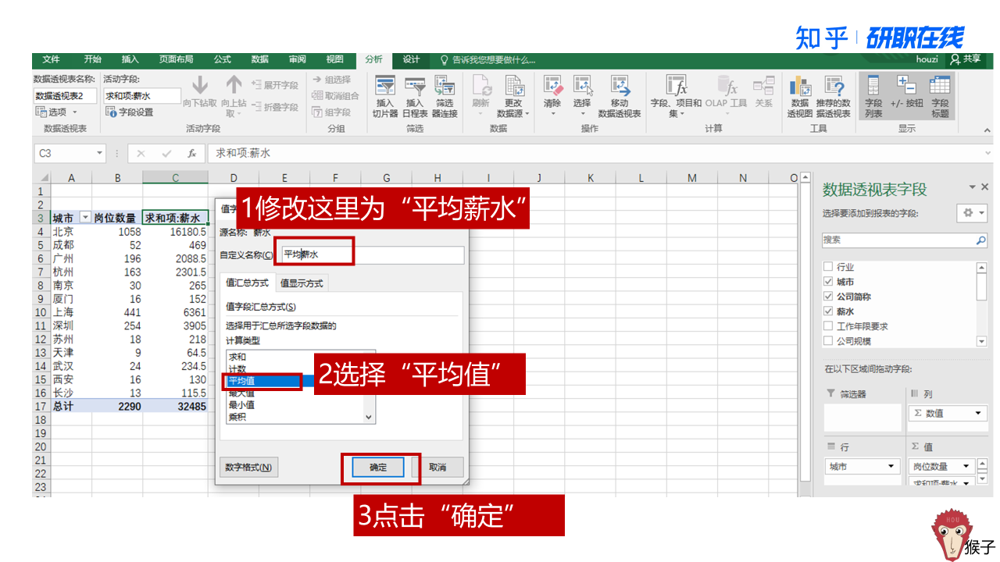 知乎 | 研职在线
文件 开始 插入 页面布局 公式 数据 审阅 视图 分析 设计 告诉我您想要做什么... houzi 共享
数据透视表名称: 活动字段:
数据透视表2 求和项:薪水
选项 字段设置
向下钻取 向上钻取
展开字段
折叠字段
组选择
取消组合
组字段
插入切片器 插入日程表 筛选器连接
刷新 更改数据源
清除 选择 移动数据透视表
字段、项目和集 OLAP 工具 关系
数据透视图 推荐的数据透视表
字段列表 +/- 按钮 字段标题
数据透视表 活动字段 分组 筛选 数据 操作 计算 工具 显示
C3 fx 求和项:薪水
A B C D E F G H I J K L M N O
1
2
3 城市 岗位数量 求和项:薪水
4 北京 1058 16180.5
5 成都 52 469
6 广州 196 2088.5
7 杭州 163 2301.5
8 南京 30 265
9 厦门 16 152
10 上海 441 6361
11 深圳 254 3905
12 苏州 18 218
13 天津 9 64.5
14 武汉 24 234.5
15 西安 16 130
16 长沙 13 115.5
17 总计 2290 32485
18
19
20
21
22
23
值字
1修改这里为“平均薪水”
源名称: 薪水
自定义名称(C) 平均薪水
值汇总方式 值显示方式
值字段汇总方式(S)
选择用于汇总所选字段数据的
计算类型
求和
计数
平均值
最大值
最小值
乘积
2选择“平均值”
数字格式(N) 确定 取消
3点击“确定”
数据透视表字段
选择要添加到报表的字段:
搜索
行业
城市
公司简称
薪水
工作年限要求
公司规模
在以下区域间拖动字段:
筛选器 列
Σ 数值
行 Σ 值
城市 岗位数量
求和项:薪水
HOU
猴子